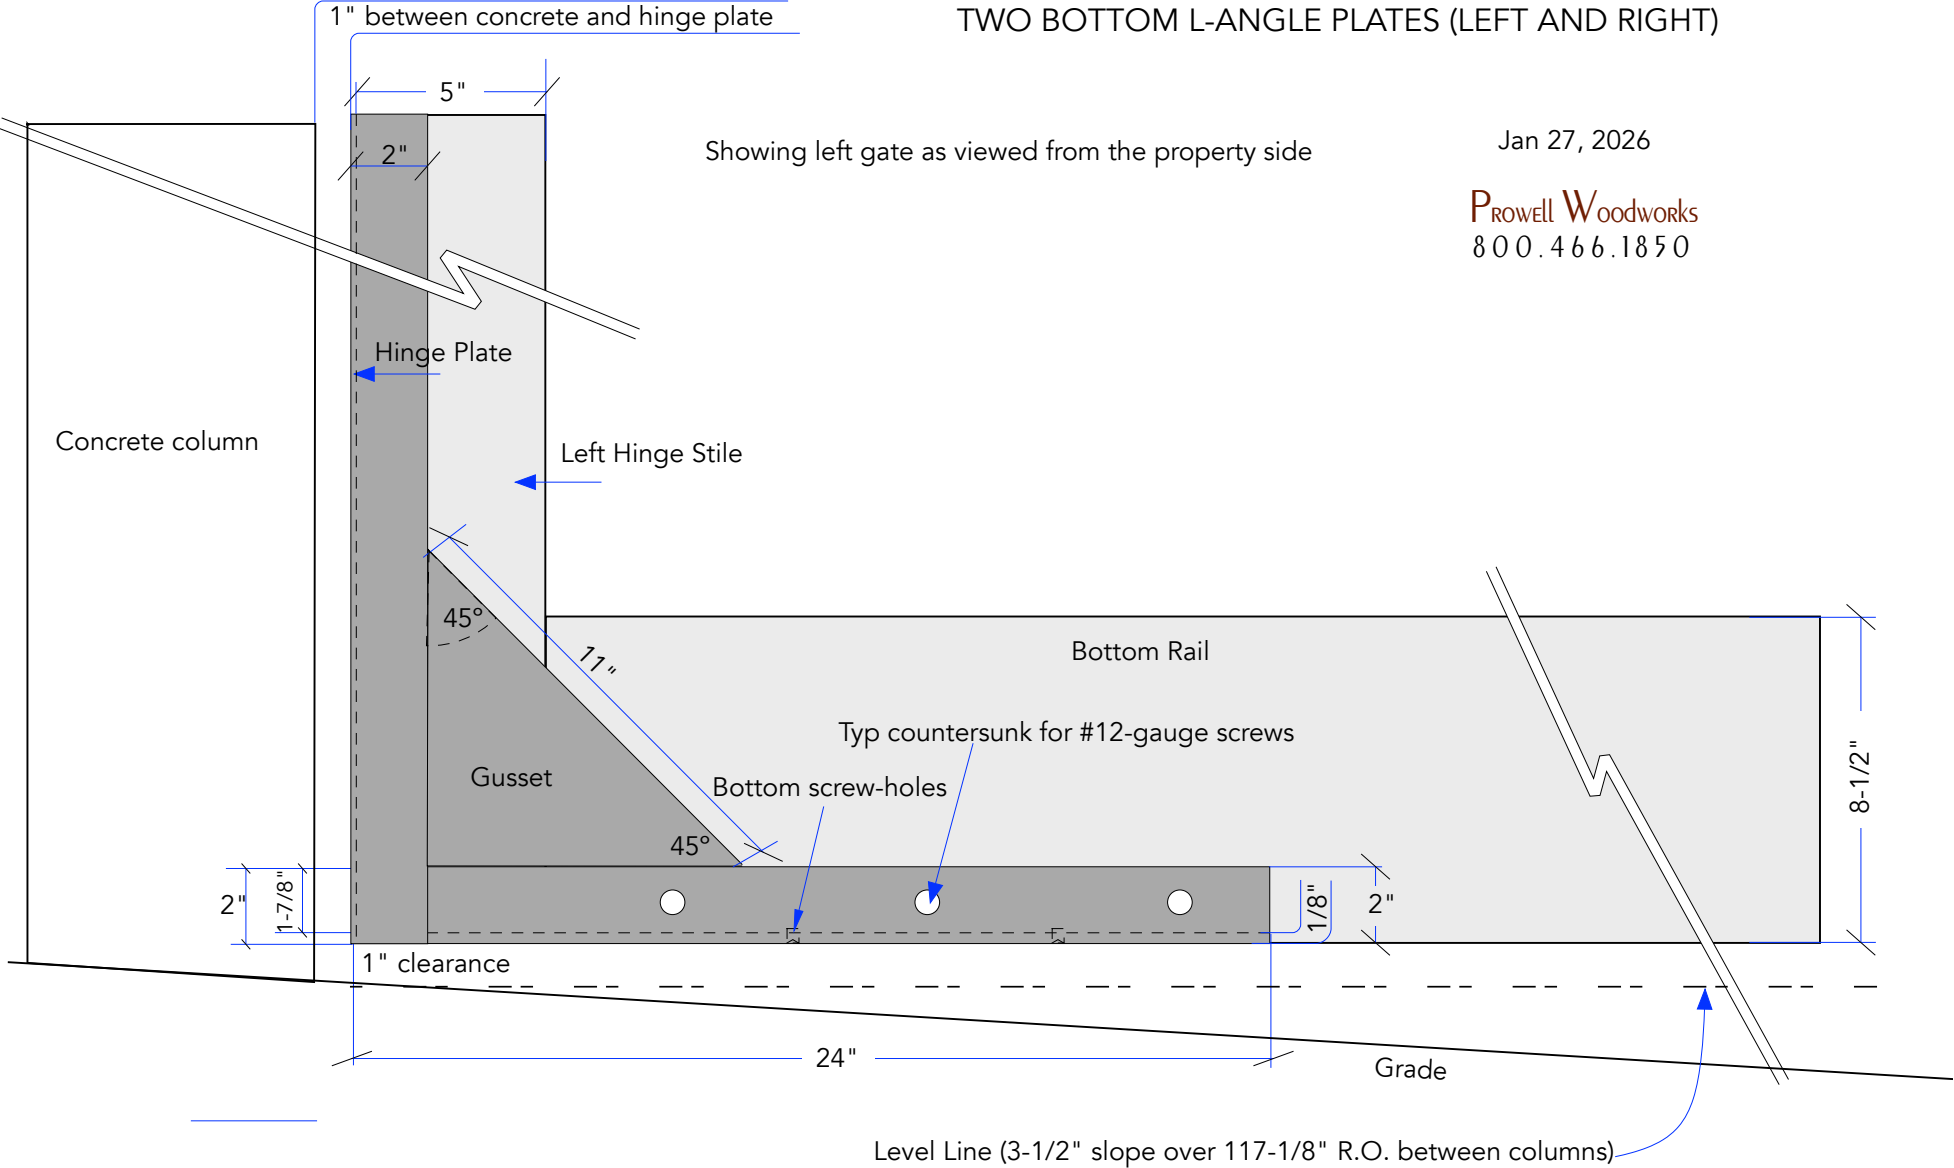 1" between concrete and hinge plate
TWO BOTTOM L-ANGLE PLATES (LEFT AND RIGHT)
5"
2"
Showing left gate as viewed from the property side
Jan 27, 2026
Prowell Woodworks
800.466.1850
Hinge Plate
Concrete column
Left Hinge Stile
45°
11"
Bottom Rail
Typ countersunk for #12-gauge screws
Gusset
Bottom screw-holes
8-1/2"
45°
2"
1-7/8"
1/8"
2"
1" clearance
24"
Grade
Level Line (3-1/2" slope over 117-1/8" R.O. between columns)